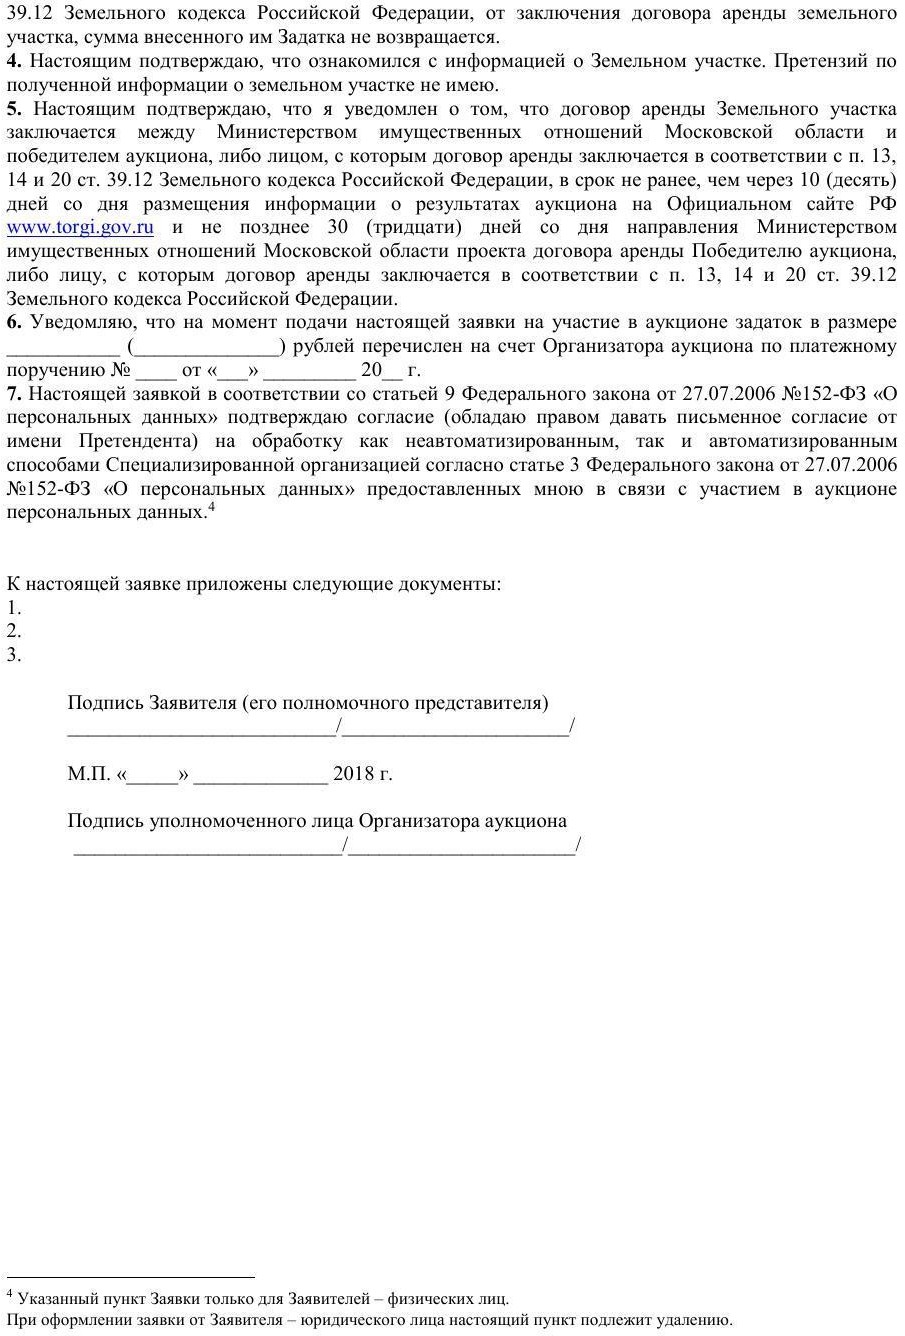 39.12 Земельного кодекса Российской Федерации, от заключения договора аренды земельного
участка, сумма внесенного им Задатка не возвращается.
4. Настоящим подтверждаю, что ознакомился с информацией о Земельном участке. Претензий по
полученной информации о земельном участке не имею.
5. Настоящим подтверждаю, что я уведомлен о том, что договор аренды Земельного участка
заключается между Министерством имущественных отношений Московской области и
победителем аукциона, либо лицом, с которым договор аренды заключается в соответствии с п. 13,
14 и 20 ст. 39.12 Земельного кодекса Российской Федерации, в срок не ранее, чем через 10 (десять)
дней со дня размещения информации о результатах аукциона на Официальном сайте РФ
www.torgi.gov.ru и не позднее 30 (тридцати) дней со дня направления Министерством
имущественных отношений Московской области проекта договора аренды Победителю аукциона,
либо лицу, с которым договор аренды заключается в соответствии с п. 13, 14 и 20 ст. 39.12
Земельного кодекса Российской Федерации.
6. Уведомляю, что на момент подачи настоящей заявки на участие в аукционе задаток в размере
___________ (______________) рублей перечислен на счет Организатора аукциона по платежному
поручению № ____ от «___» _________ 20__ г.
7. Настоящей заявкой в соответствии со статьей 9 Федерального закона от 27.07.2006 №152-ФЗ «О
персональных данных» подтверждаю согласие (обладаю правом давать письменное согласие от
имени Претендента) на обработку как неавтоматизированным, так и автоматизированным
способами Специализированной организацией согласно статье 3 Федерального закона от 27.07.2006
№152-ФЗ «О персональных данных» предоставленных мною в связи с участием в аукционе
персональных данных.4
К настоящей заявке приложены следующие документы:
1.
2.
3.
Подпись Заявителя (его полномочного представителя)
__________________________/______________________/
М.П. «_____» _____________ 2018 г.
Подпись уполномоченного лица Организатора аукциона
__________________________/______________________/
4 Указанный пункт Заявки только для Заявителей – физических лиц.
При оформлении заявки от Заявителя – юридического лица настоящий пункт подлежит удалению.